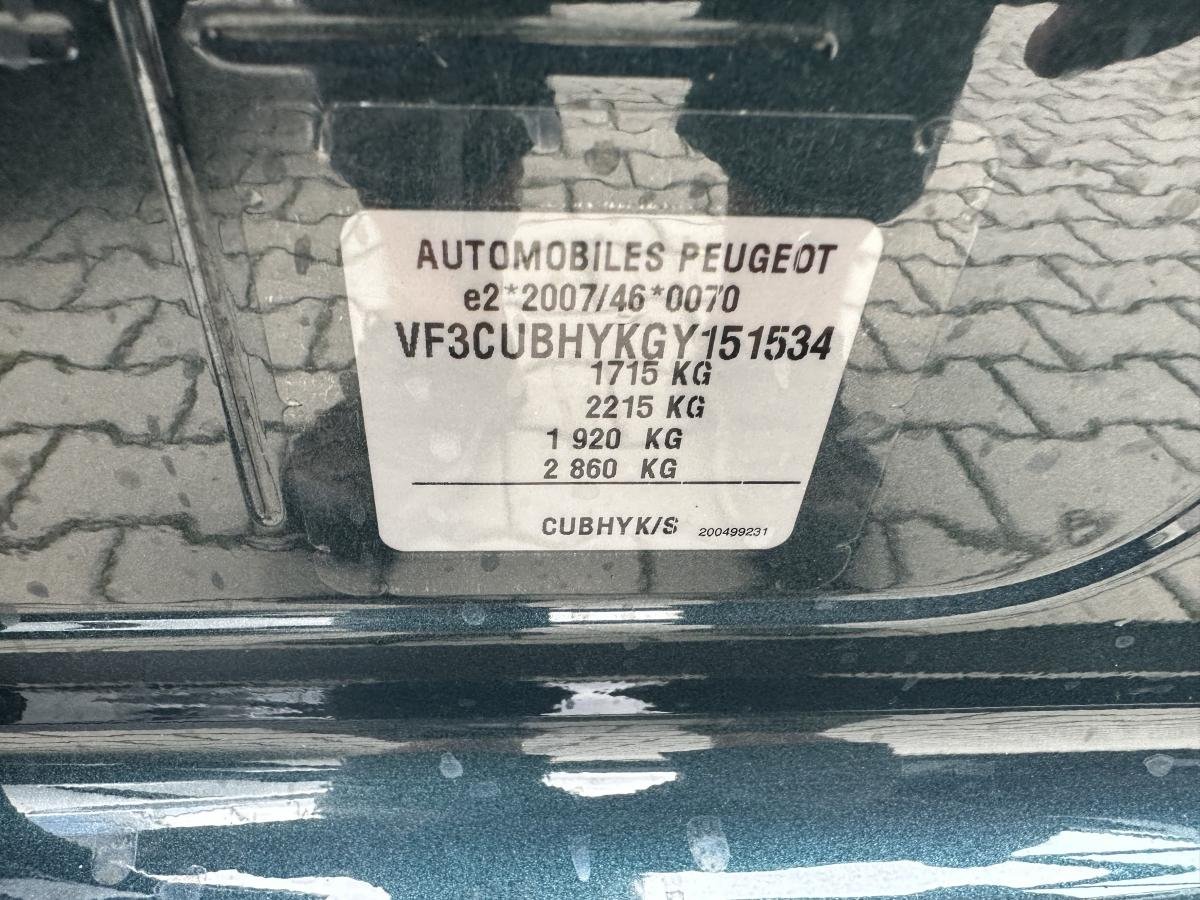 AUTOMOBILES PEUGEOT
e2*2007/46*0070
VF3CUBHYKGY151534
1715 KG
2215 KG
1 920 KG
2 860 KG
CUBHYK/S 200499231